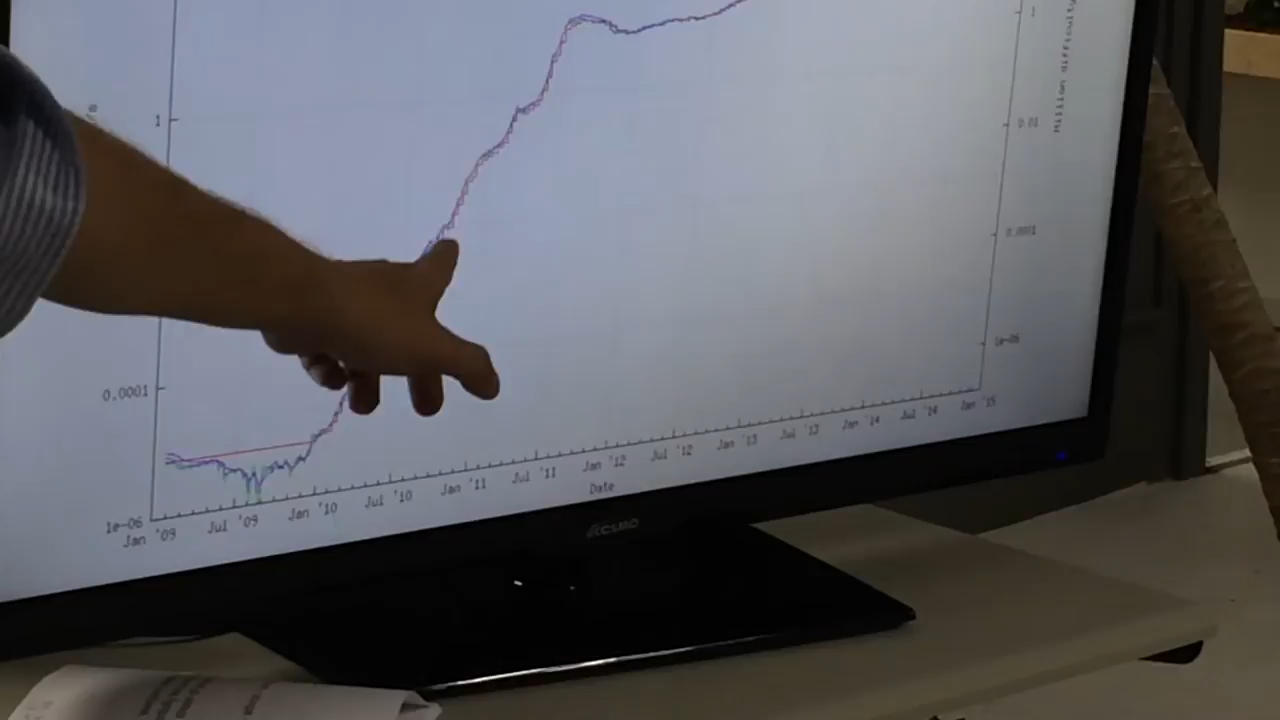 1
1
0.01
0.0001
1e-06
Million difficulty
0.0001
1e-06
Jan '09
Jul '09
Jan '10
Jul '10
Jan '11
Jul '11
Jan '12
Jul '12
Jan '13
Jul '13
Jan '14
Jul '14
Jan '15
Date